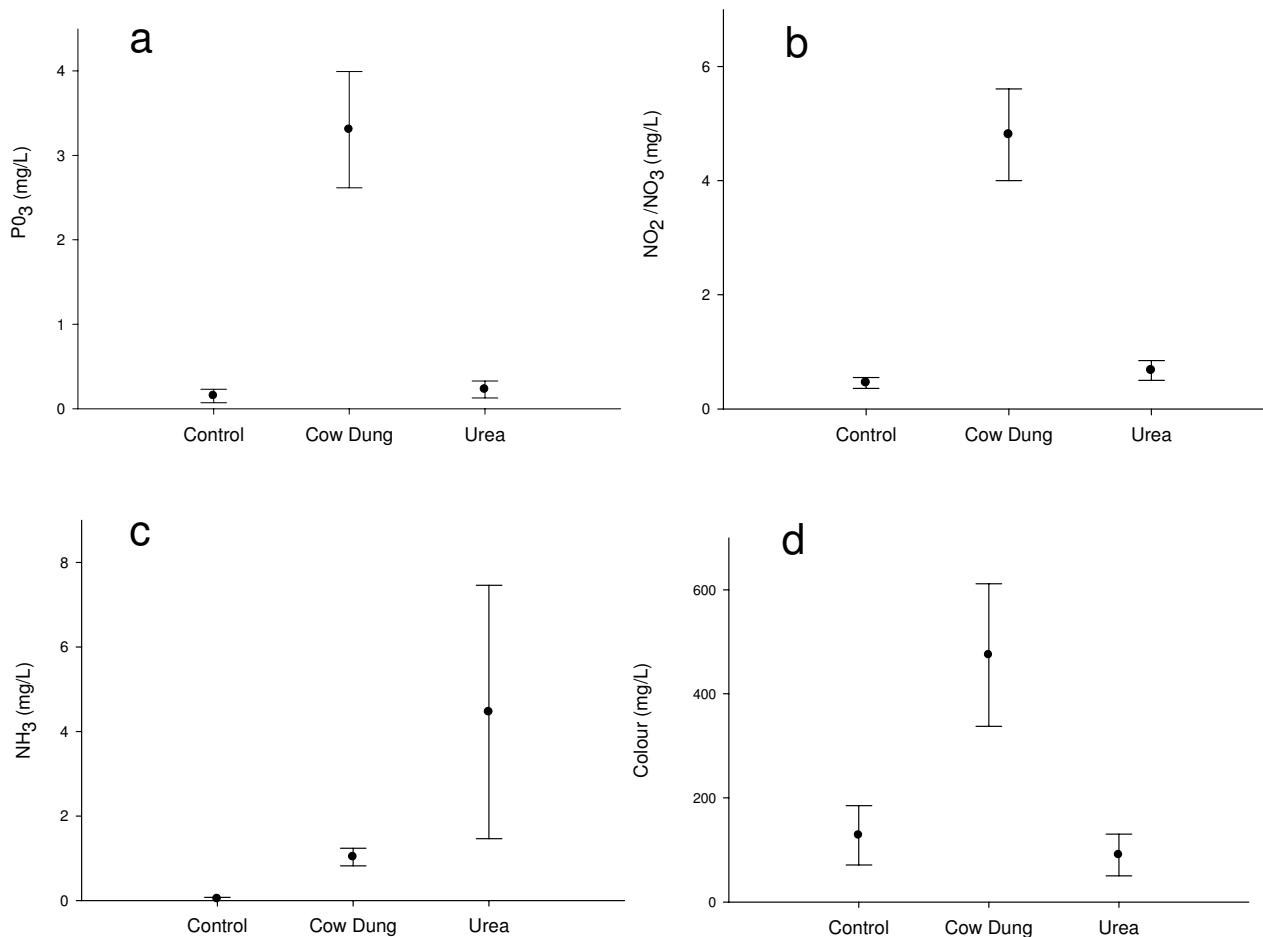 a
PO3 (mg/L)
4
3
2
1
0
Control Cow Dung Urea
b
NO2 /NO3 (mg/L)
6
4
2
0
Control Cow Dung Urea
c
NH3 (mg/L)
8
6
4
2
0
Control Cow Dung Urea
d
Colour (mg/L)
600
400
200
0
Control Cow Dung Urea